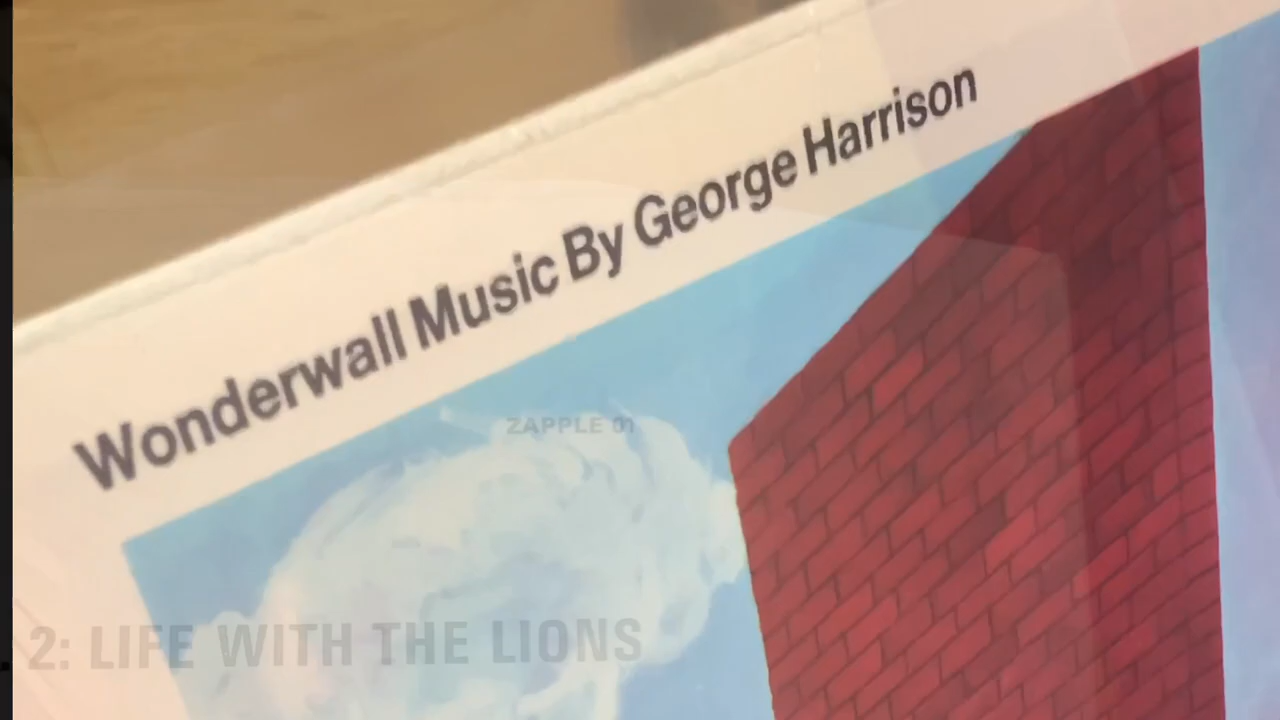 Wonderwall Music By George Harrison
ZAPPLE 01
. 2: LIFE WITH THE LIONS